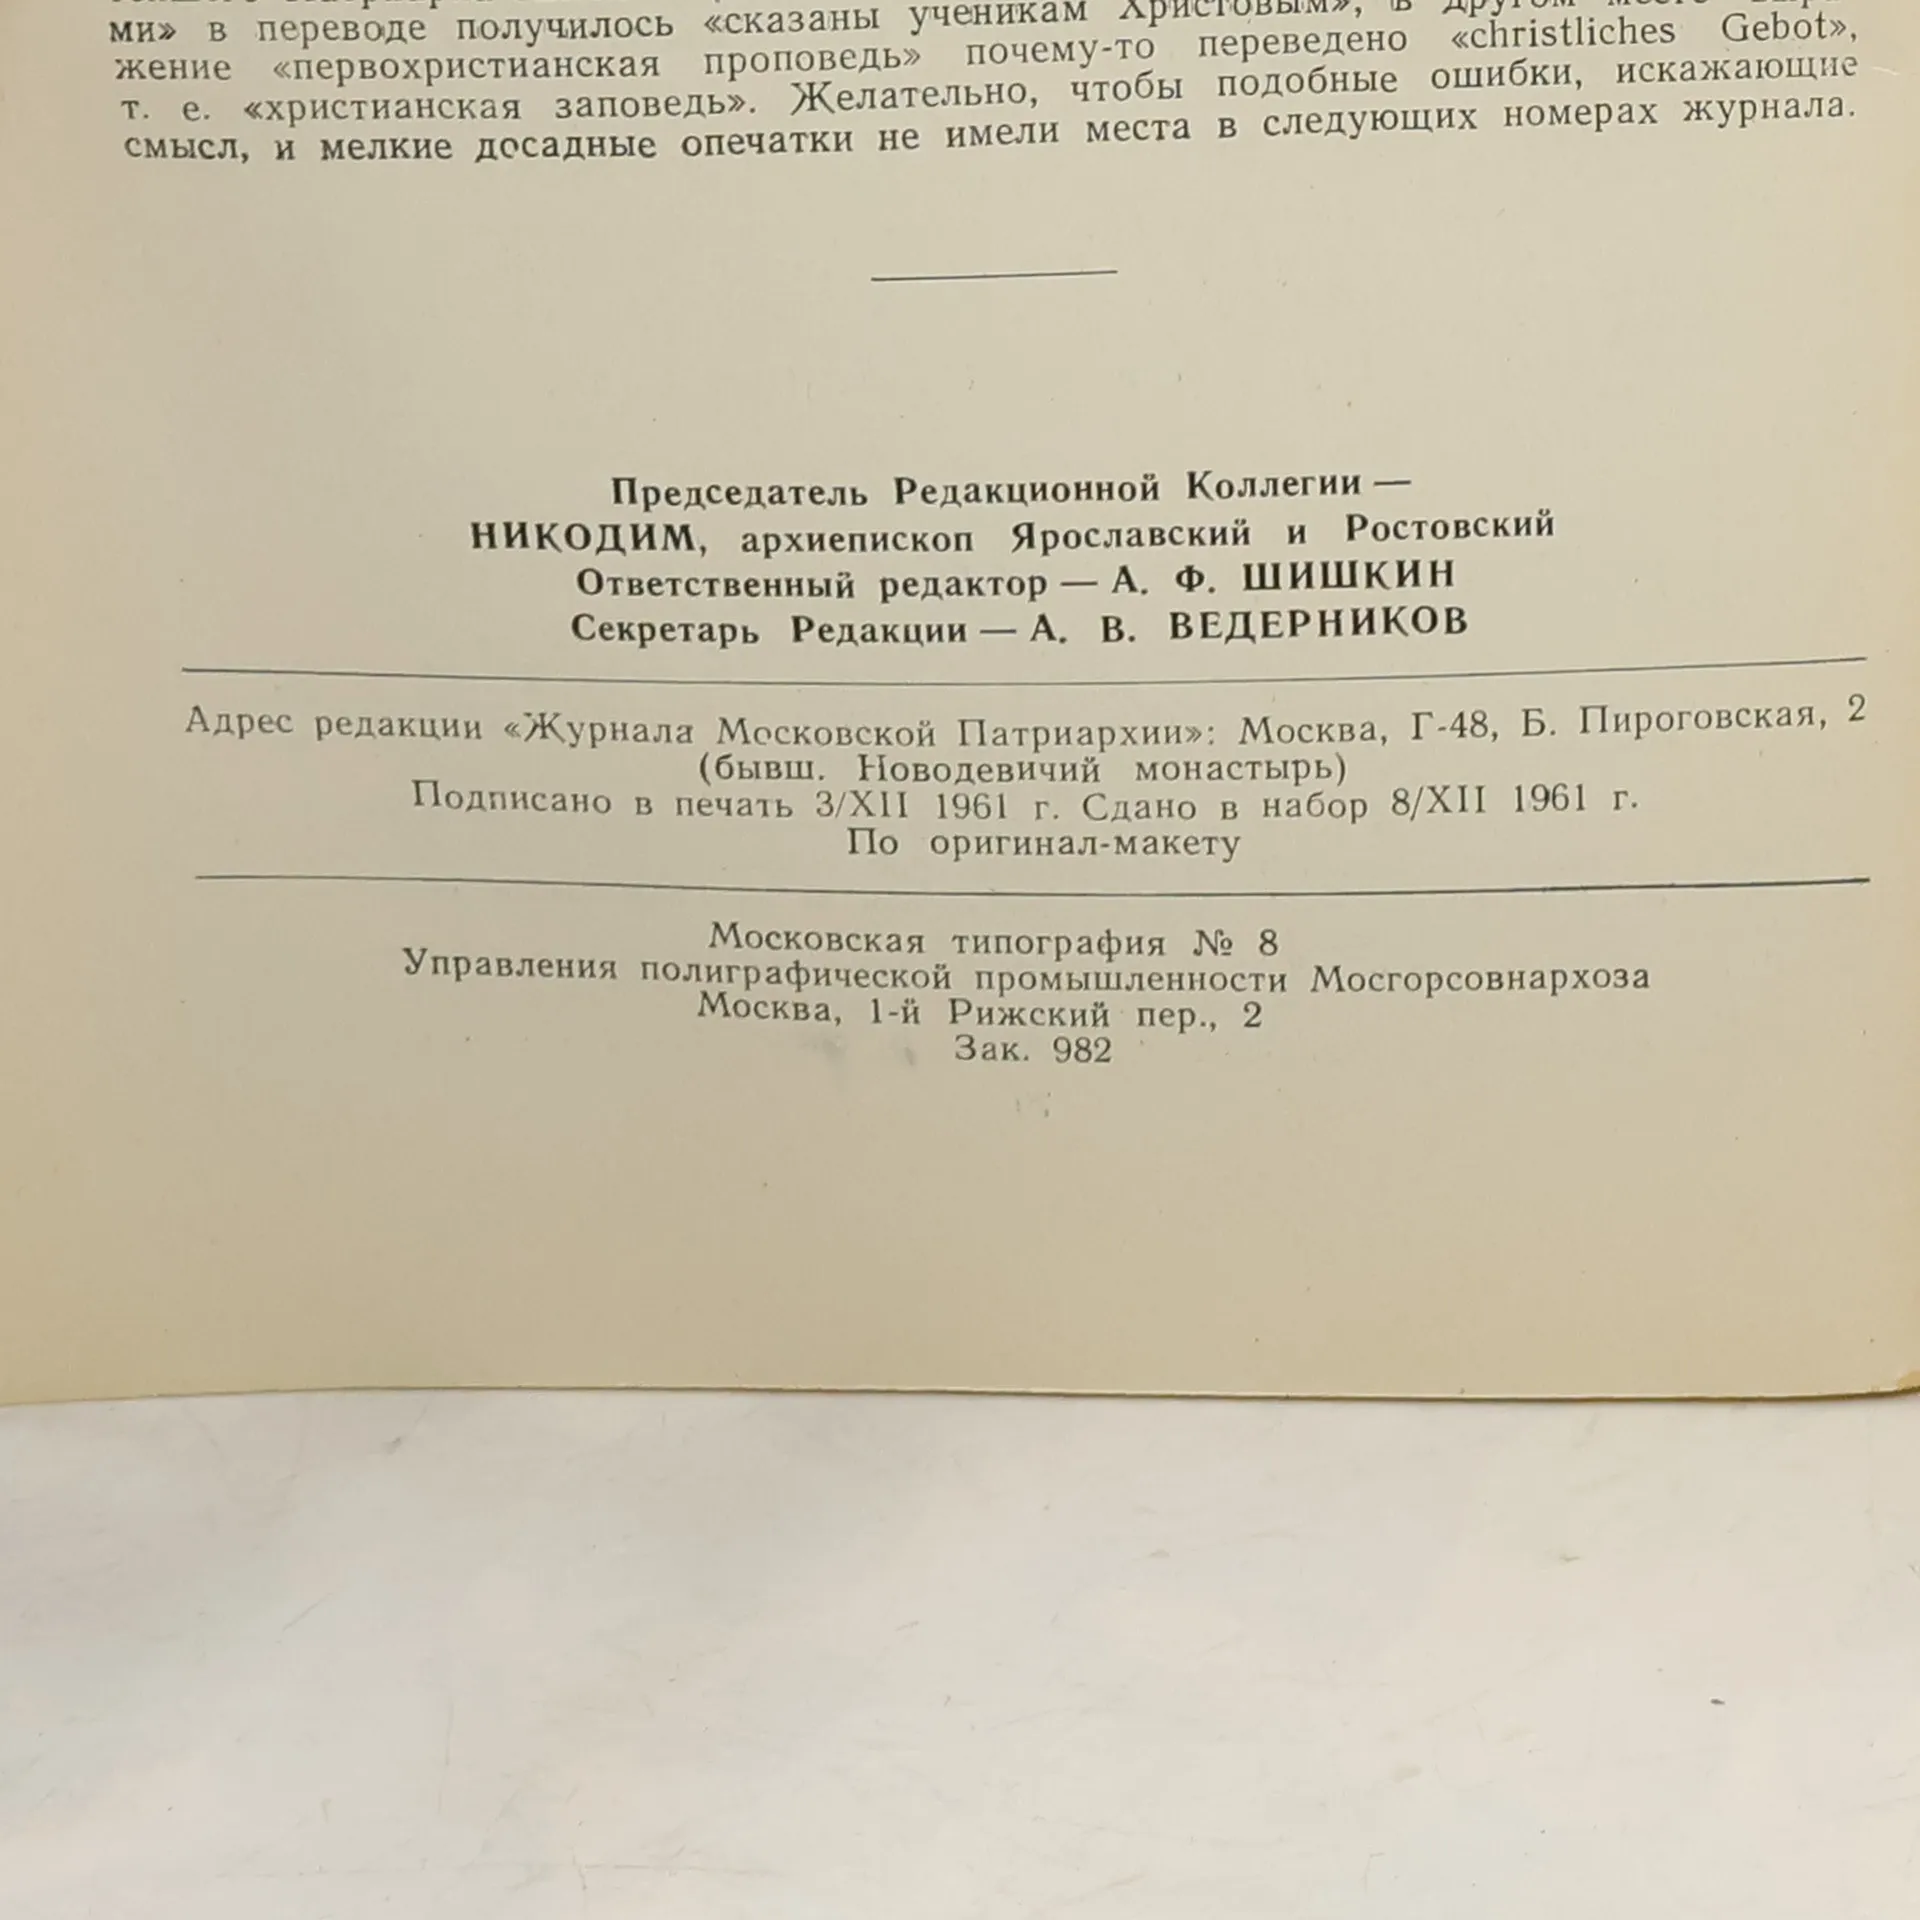 ми» в переводе получилось «сказаны ученикам Христовым», в другом месте
жение «первохристианская проповедь» почему-то переведено «christliches Gebot»,
т. е. «христианская заповедь». Желательно, чтобы подобные ошибки, искажающие
смысл, и мелкие досадные опечатки не имели места в следующих номерах журнала.
Председатель Редакционной Коллегии —
НИКОДИМ, архиепископ Ярославский и Ростовский
Ответственный редактор — А. Ф. ШИШКИН
Секретарь Редакции — А. В. ВЕДЕРНИКОВ
Адрес редакции «Журнала Московской Патриархии»: Москва, Г-48, Б. Пироговская, 2
(бывш. Новодевичий монастырь)
Подписано в печать 3/XII 1961 г. Сдано в набор 8/XII 1961 г.
По оригинал-макету
Московская типография № 8
Управления полиграфической промышленности Мосгорсовнархоза
Москва, 1-й Рижский пер., 2
Зак. 982